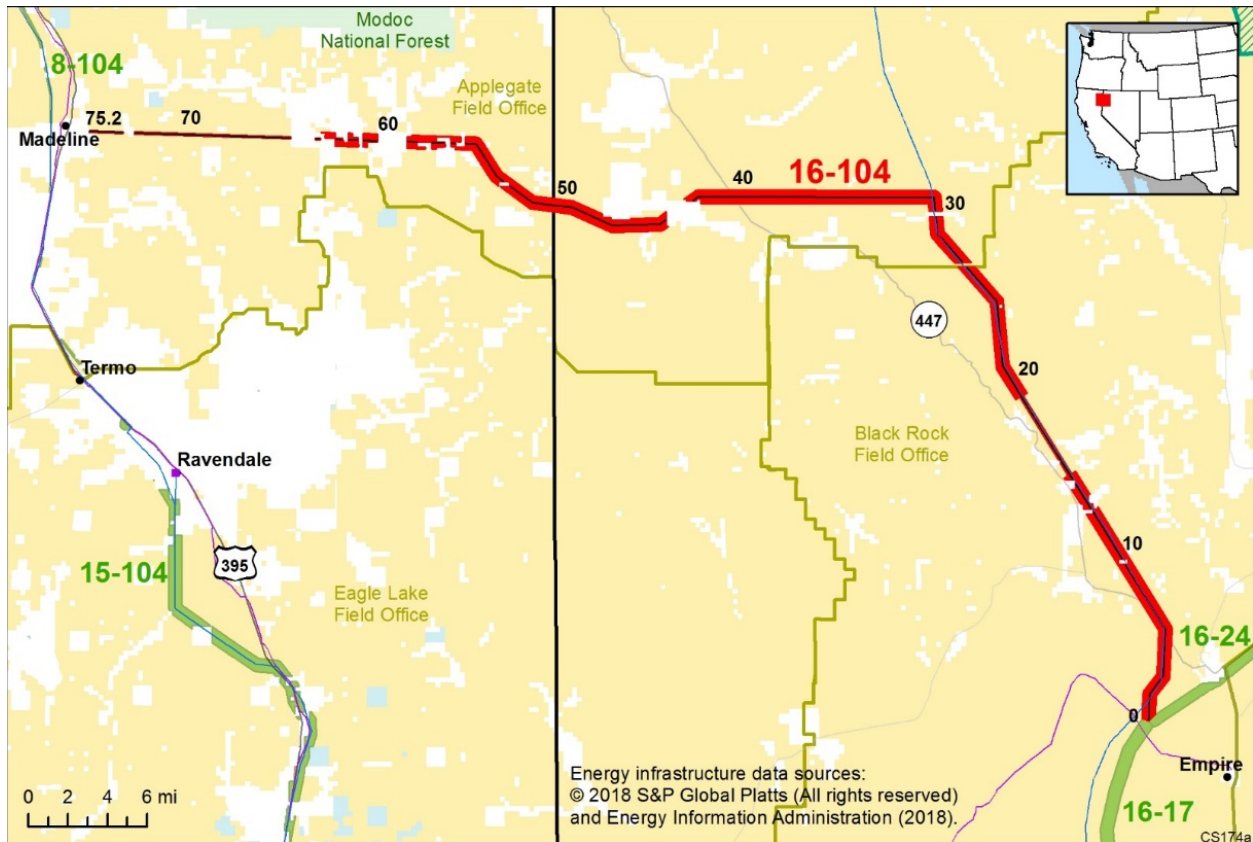 Modoc
National Forest
8-104
Applegate
Field Office
75.2
70
60
Madeline
50
40
16-104
30
447
Termo
20
Black Rock
Field Office
Ravendale
10
15-104
395
Eagle Lake
Field Office
16-24
0
Empire
Energy infrastructure data sources:
© 2018 S&P Global Platts (All rights reserved)
and Energy Information Administration (2018).
0 2 4 6 mi
16-17
CS174a